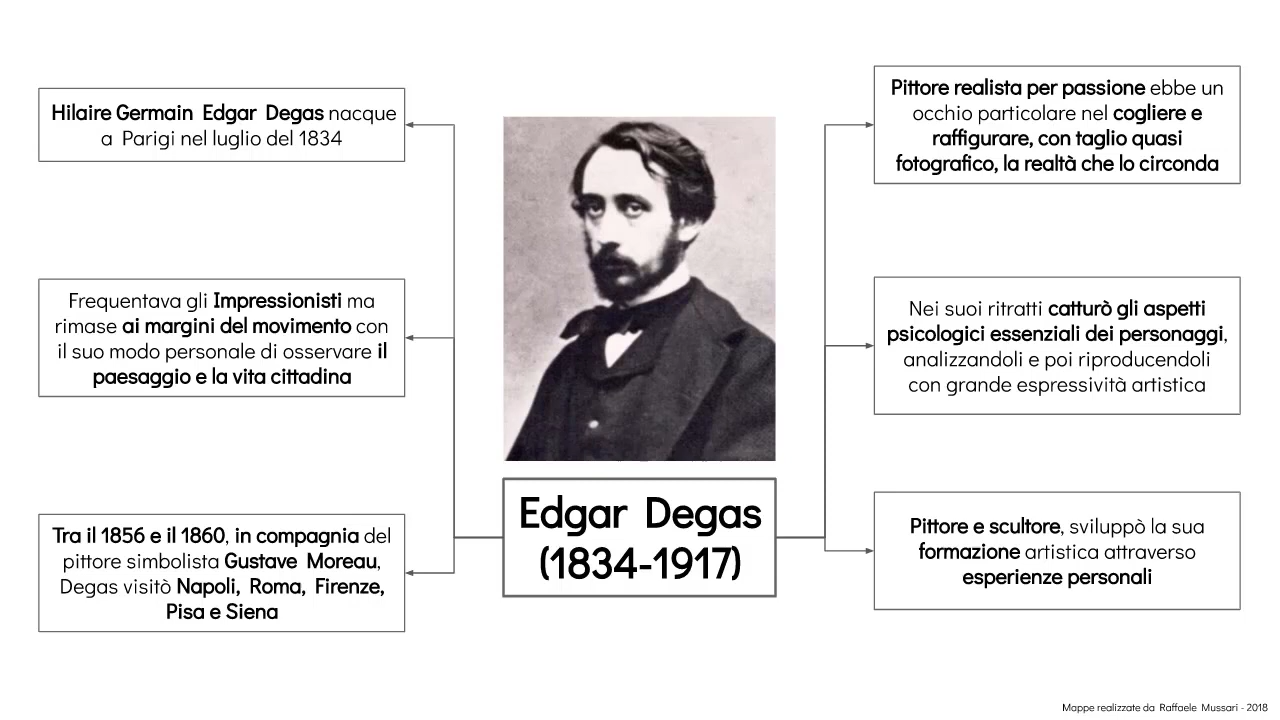 Hilaire Germain Edgar Degas nacque
a Parigi nel luglio del 1834
Frequentava gli Impressionisti ma
rimase ai margini del movimento con
il suo modo personale di osservare il
paesaggio e la vita cittadina
Tra il 1856 e il 1860, in compagnia del
pittore simbolista Gustave Moreau,
Degas visitò Napoli, Roma, Firenze,
Pisa e Siena
Edgar Degas
(1834-1917)
Pittore realista per passione ebbe un
occhio particolare nel cogliere e
raffigurare, con taglio quasi
fotografico, la realtà che lo circonda
Nei suoi ritratti catturò gli aspetti
psicologici essenziali dei personaggi,
analizzandoli e poi riproducendoli
con grande espressività artistica
Pittore e scultore, sviluppò la sua
formazione artistica attraverso
esperienze personali
Mappe realizzate da Raffaele Mussari - 2018